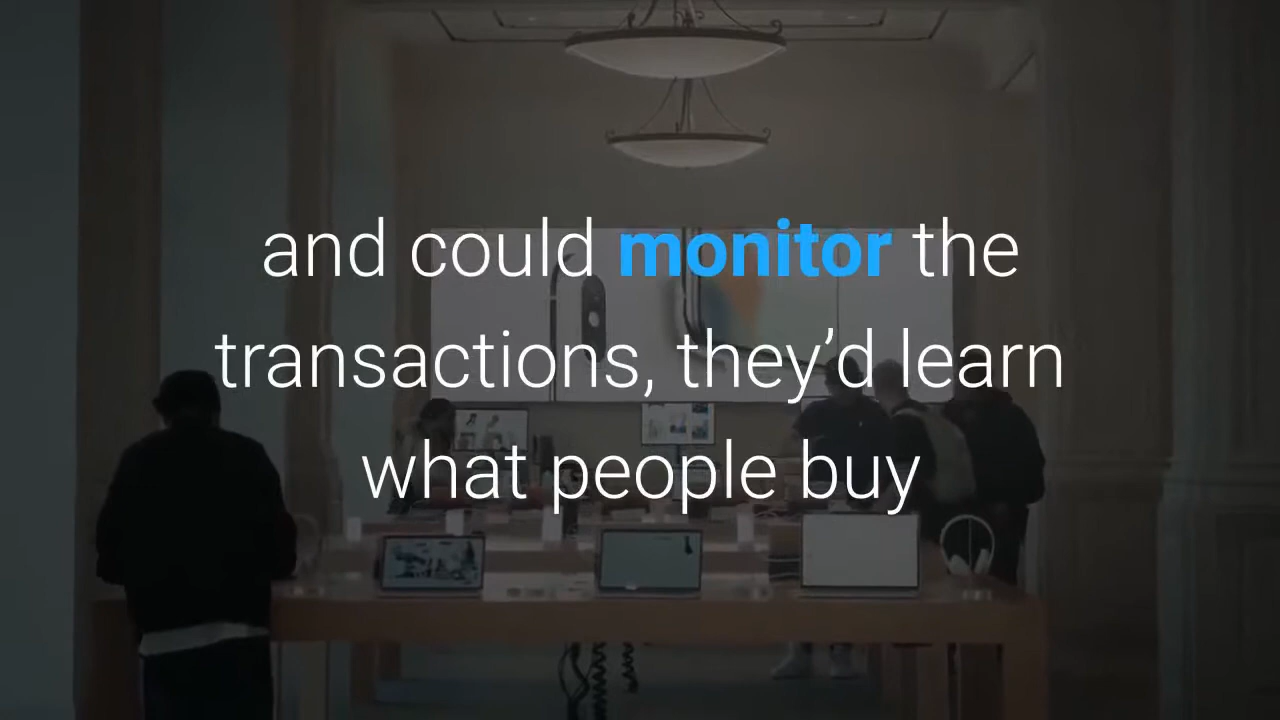 and could monitor the
transactions, they’d learn
what people buy